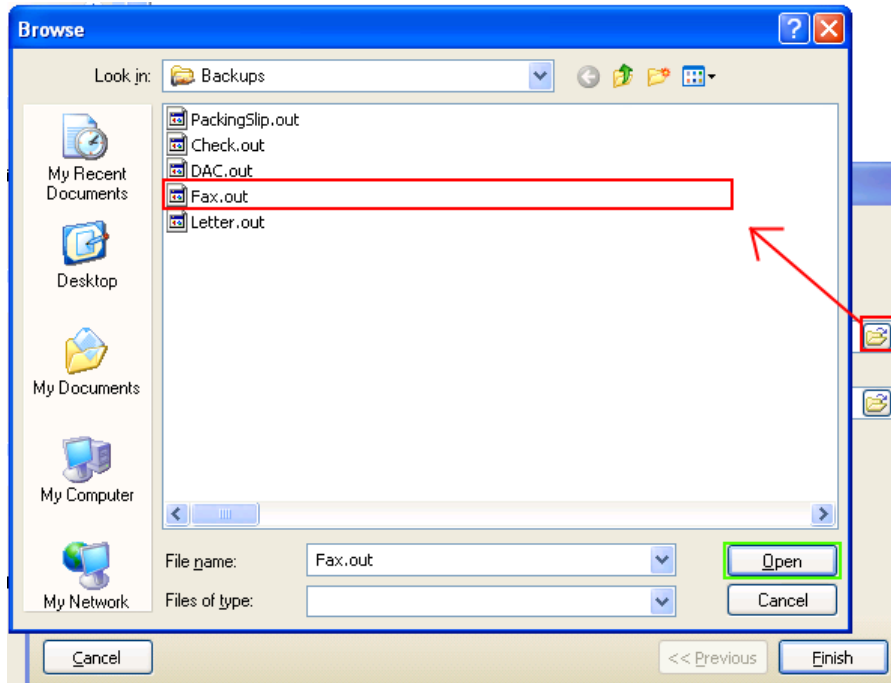 Browse
Look in: Backups
PackingSlip.out
Check.out
DAC.out
Fax.out
Letter.out
My Recent
Documents
Desktop
My Documents
My Computer
My Network
File name: Fax.out Open
Files of type: Cancel
Cancel << Previous Finish